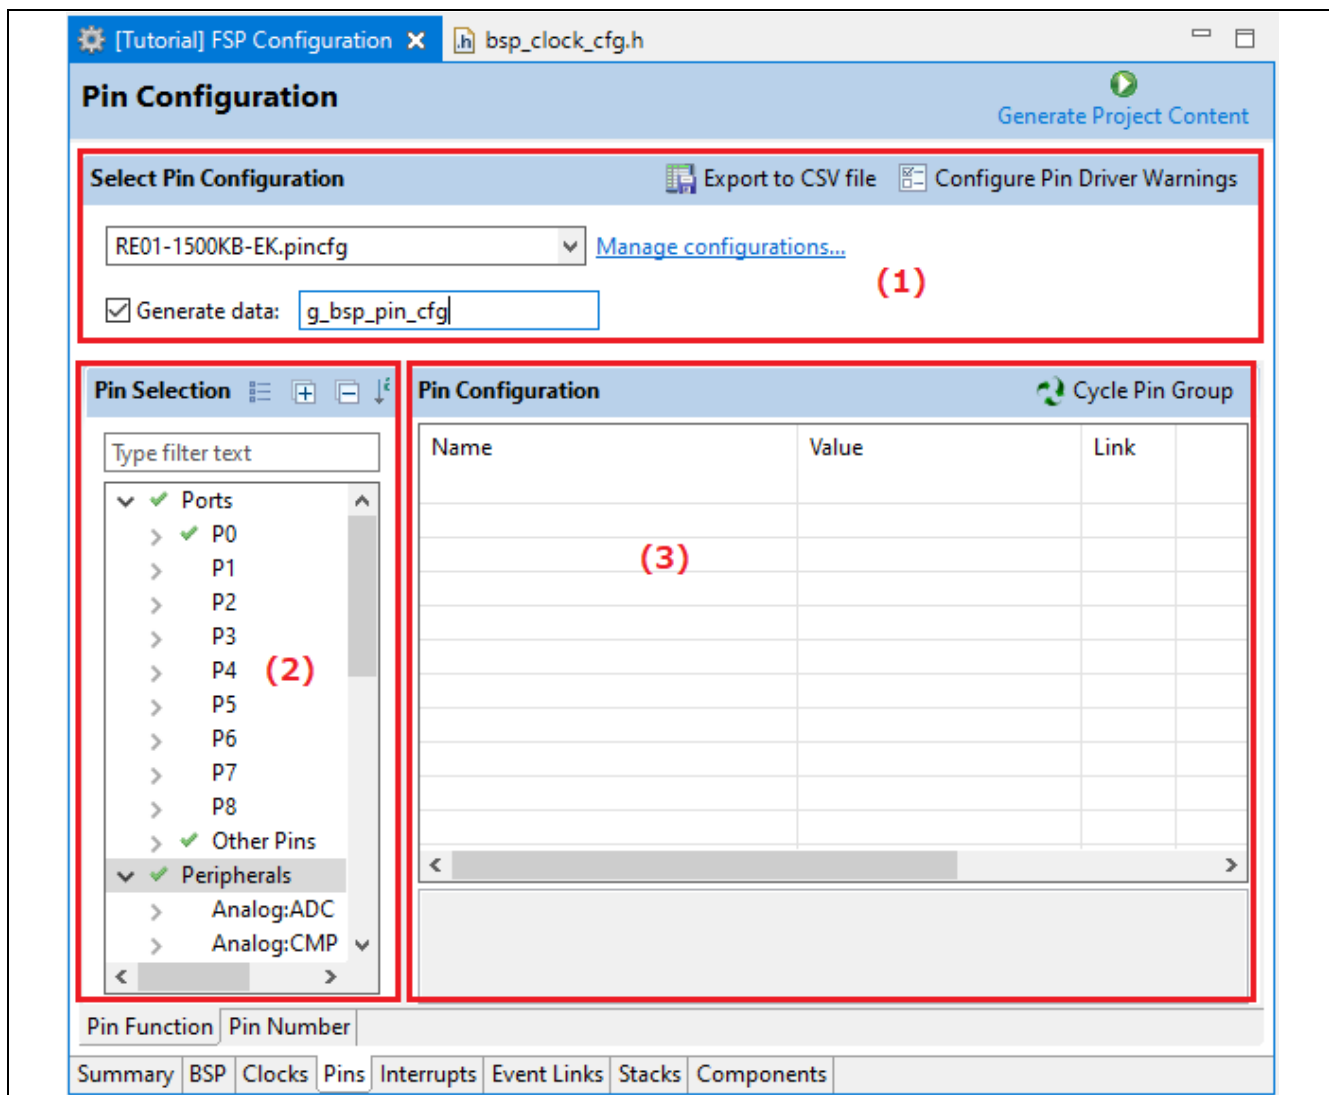 [Tutorial] FSP Configuration
.h bsp_clock_cfg.h
Pin Configuration
Generate Project Content
Select Pin Configuration
Export to CSV file
Configure Pin Driver Warnings
RE01-1500KB-EK.pincfg
Manage configurations...
(1)
Generate data: g_bsp_pin_cfg
Pin Selection
Type filter text
Ports
P0
P1
P2
P3
P4
(2)
P5
P6
P7
P8
Other Pins
Peripherals
Analog:ADC
Analog:CMP
Pin Configuration
Cycle Pin Group
Name Value Link
(3)
Pin Function Pin Number
Summary BSP Clocks Pins Interrupts Event Links Stacks Components